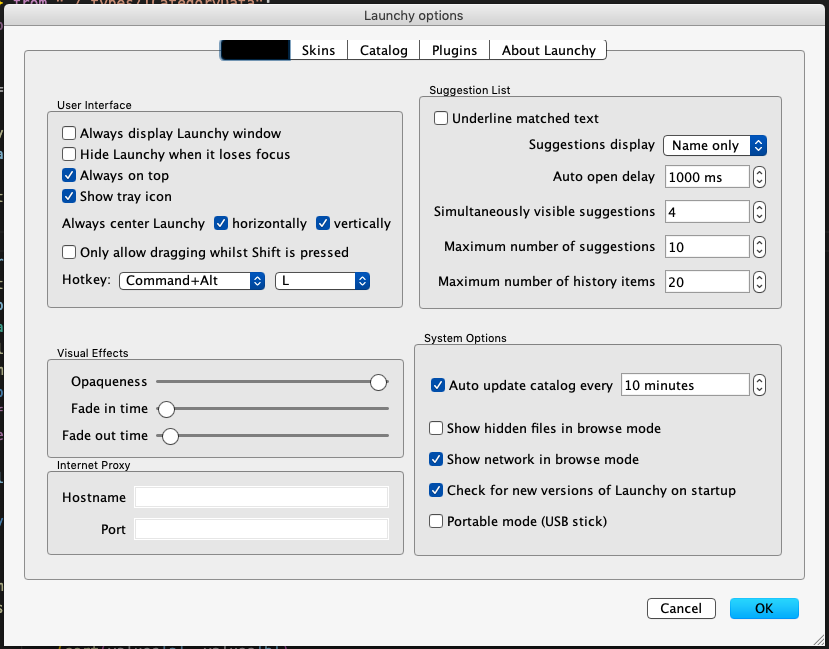 Launchy options
Skins
Catalog
Plugins
About Launchy
User Interface
Always display Launchy window
Hide Launchy when it loses focus
Always on top
Show tray icon
Always center Launchy horizontally vertically
Only allow dragging whilst Shift is pressed
Hotkey: Command+Alt L
Suggestion List
Underline matched text
Suggestions display Name only
Auto open delay 1000 ms
Simultaneously visible suggestions 4
Maximum number of suggestions 10
Maximum number of history items 20
Visual Effects
Opaqueness
Fade in time
Fade out time
Internet Proxy
Hostname
Port
System Options
Auto update catalog every 10 minutes
Show hidden files in browse mode
Show network in browse mode
Check for new versions of Launchy on startup
Portable mode (USB stick)
Cancel
OK